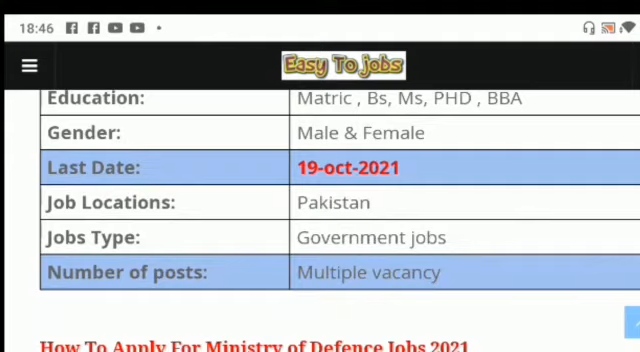 18:46
Easy To Jobs
Education: Matric , Bs, Ms, PHD , BBA
Gender: Male & Female
Last Date: 19-oct-2021
Job Locations: Pakistan
Jobs Type: Government jobs
Number of posts: Multiple vacancy
How To Apply For Ministry of Defence Jobs 2021